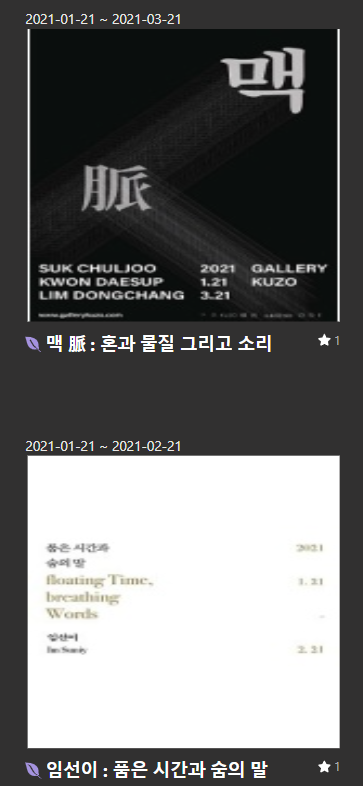 2021-01-21 ~ 2021-03-21
맥
脈
SUK CHULJOO 2021 GALLERY
KWON DAESUP 1.21 KUZO
LIM DONGCHANG 3.21
www.gallerykuzo.com
맥 脈 : 혼과 물질 그리고 소리 ★ 1
2021-01-21 ~ 2021-02-21
품은 시간과 2021
숨의 말
floating Time, 1. 21
breathing
Words
임선이
Im Suniy 2. 21
임선이 : 품은 시간과 숨의 말 ★ 1